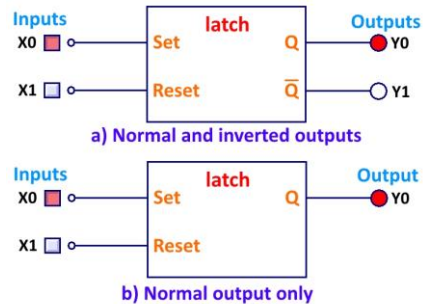 Inputs latch Outputs
X0 Set Q Y0
X1 Reset Q̅ Y1
a) Normal and inverted outputs
Inputs latch Output
X0 Set Q Y0
X1 Reset
b) Normal output only